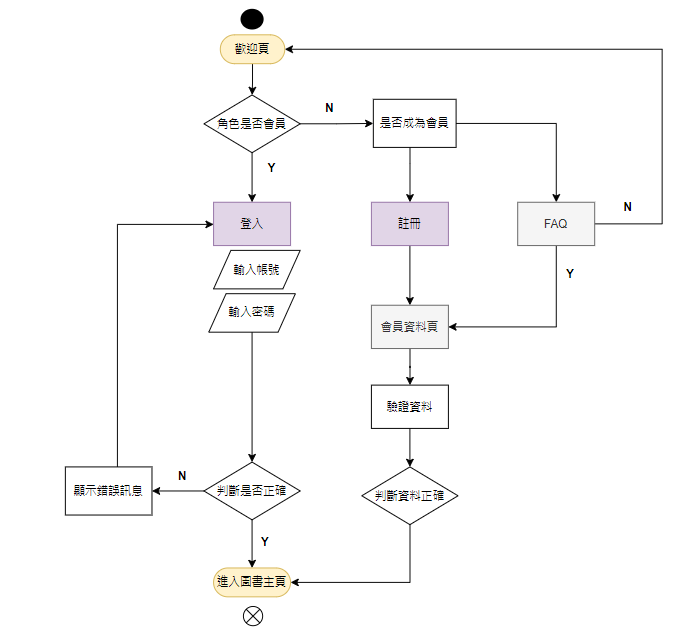 歡迎頁
角色是否會員
N
是否成為會員
Y
登入
註冊
FAQ
N
輸入帳號
Y
輸入密碼
會員資料頁
驗證資料
顯示錯誤訊息
N
判斷是否正確
判斷資料正確
Y
進入圖書主頁